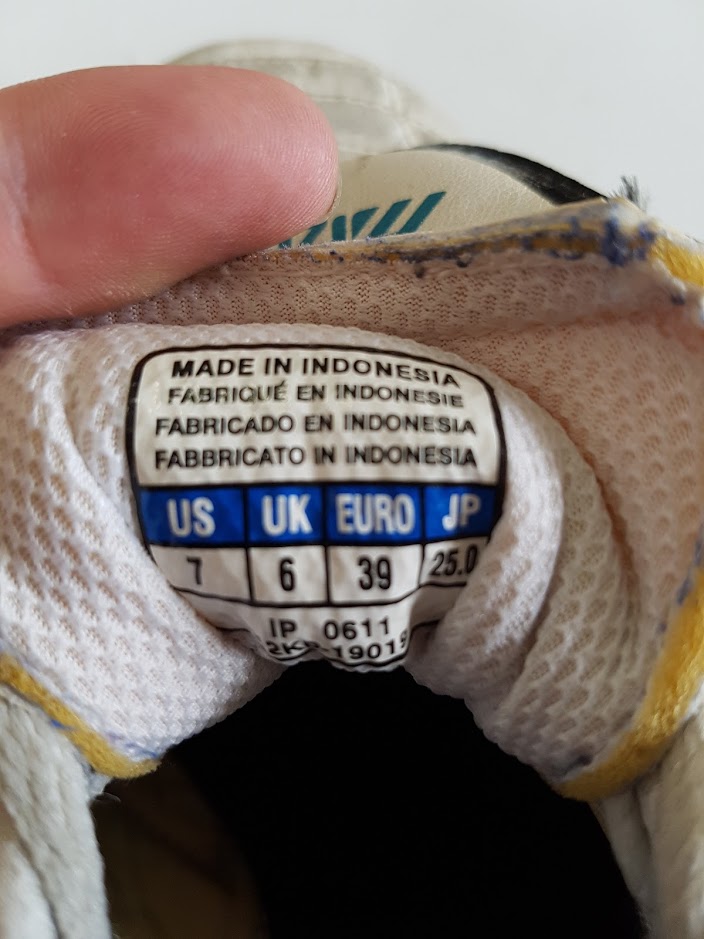 MADE IN INDONESIA
FABRIQUÉ EN INDONESIE
FABRICADO EN INDONESIA
FABBRICATO IN INDONESIA
US UK EURO JP
7 6 39 25.0
IP 0611